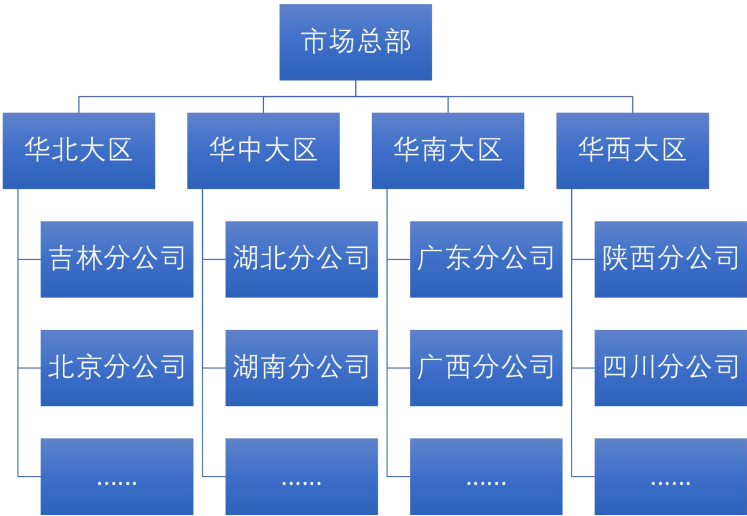 市场总部
华北大区
华中大区
华南大区
华西大区
吉林分公司
湖北分公司
广东分公司
陕西分公司
北京分公司
湖南分公司
广西分公司
四川分公司
……
……
……
……